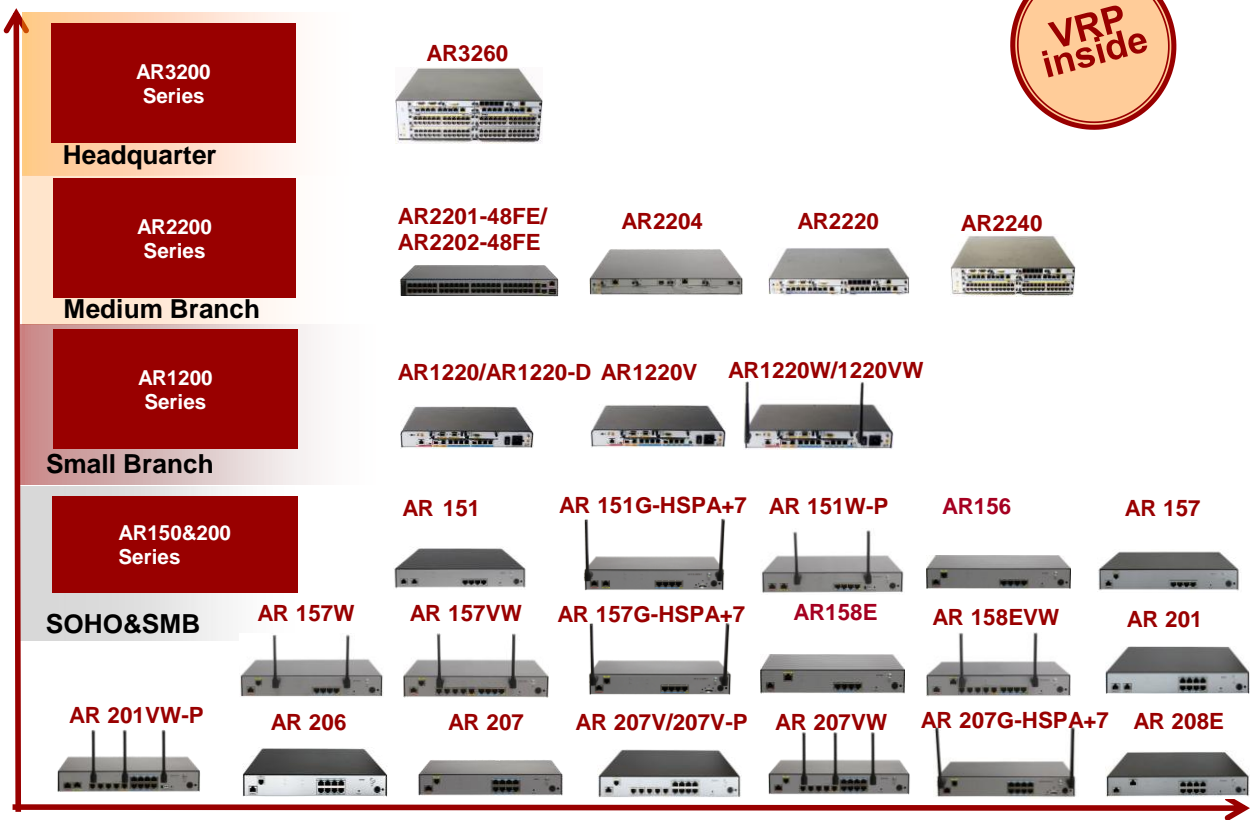 VRP
inside
AR3200
Series
Headquarter
AR3260
AR2200
Series
Medium Branch
AR2201-48FE/
AR2202-48FE
AR2204
AR2220
AR2240
AR1200
Series
Small Branch
AR1220/AR1220-D
AR1220V
AR1220W/1220VW
AR150&200
Series
SOHO&SMB
AR 151
AR 151G-HSPA+7
AR 151W-P
AR156
AR 157
AR 157W
AR 157VW
AR 157G-HSPA+7
AR158E
AR 158EVW
AR 201
AR 201VW-P
AR 206
AR 207
AR 207V/207V-P
AR 207VW
AR 207G-HSPA+7
AR 208E